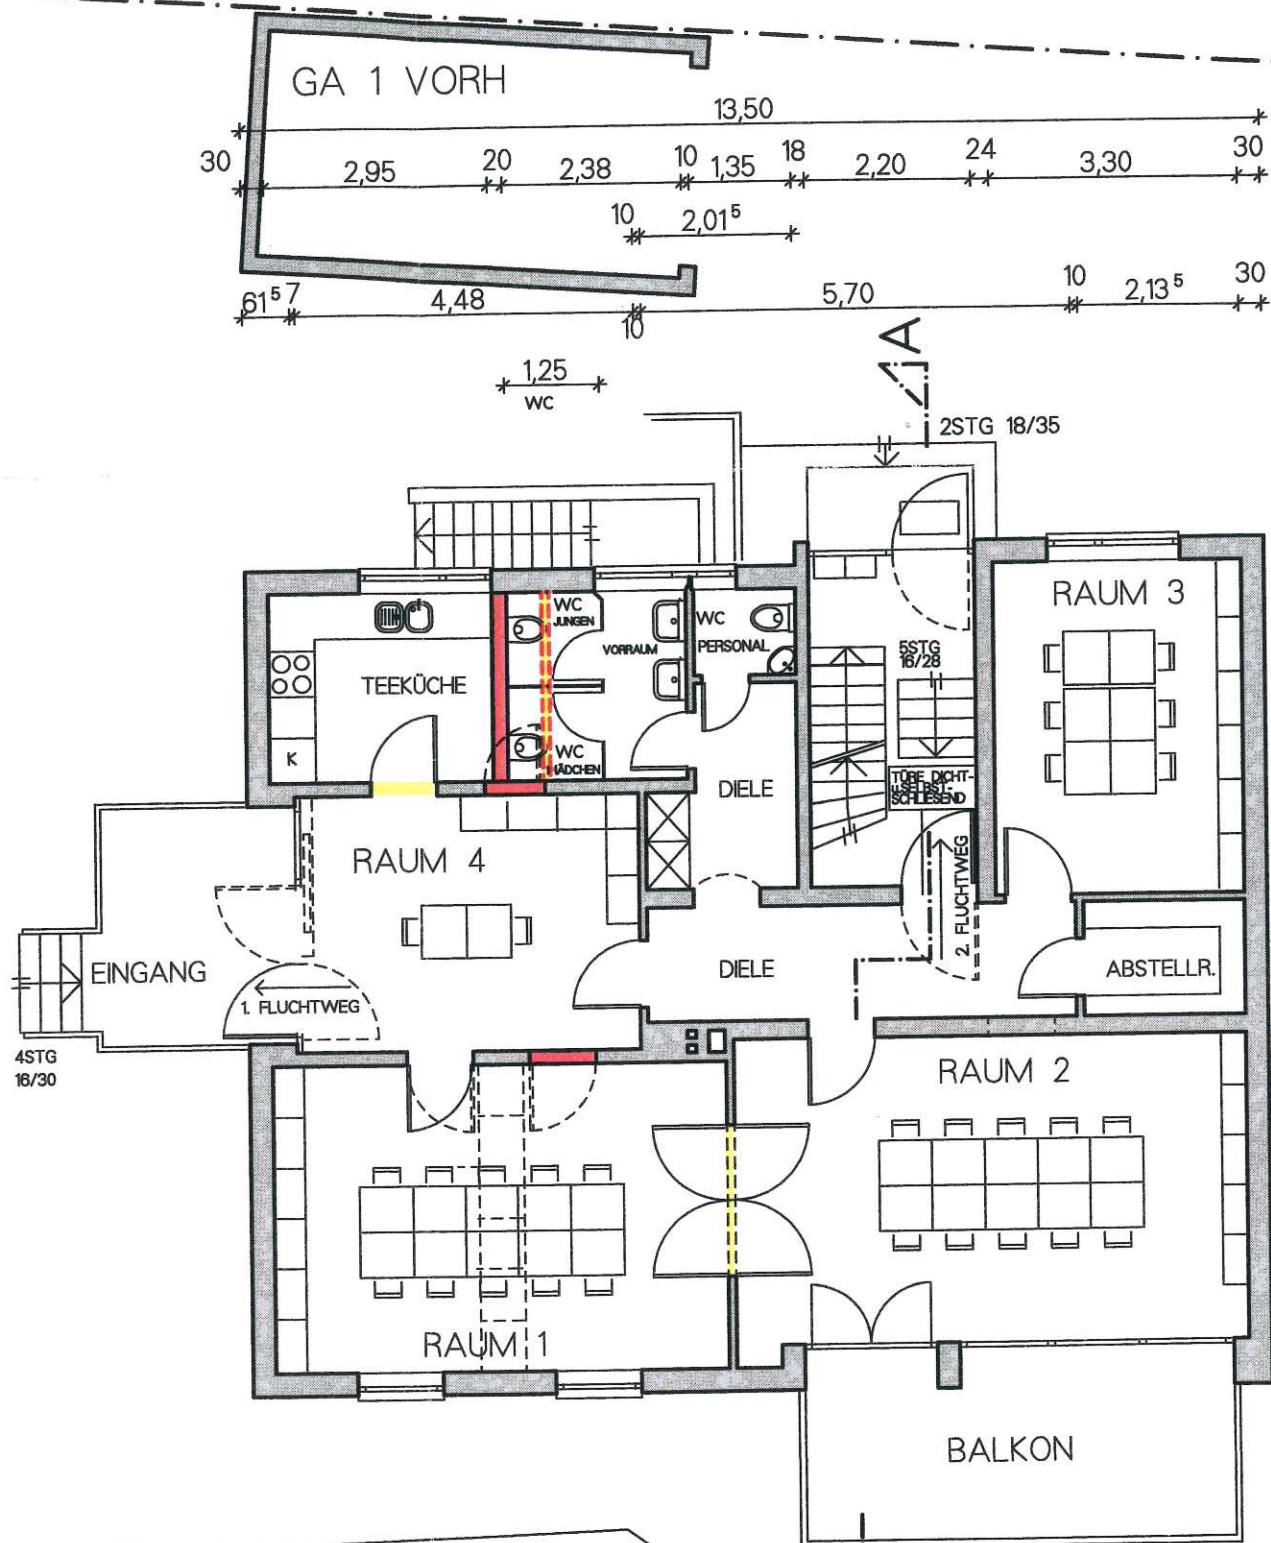 GA 1 VORH
13,50
30 2,95 20 2,38 10 1,35 18 2,20 24 3,30 30
10 2,01⁵
61⁵ 7 4,48 10 5,70 10 2,13⁵ 30
1,25
WC
A
2STG 18/35
WC
JUNGEN
VORRAUM
WC
PERSONAL
5STG
16/28
RAUM 3
TEEKÜCHE
K
WC
MÄDCHEN
DIELE
TÜRE DICHT-
U.SELBST-
SCHLIESEND
RAUM 4
2. FLUCHTWEG
EINGANG
1. FLUCHTWEG
DIELE
ABSTELLR.
4STG
16/30
RAUM 2
RAUM 1
BALKON